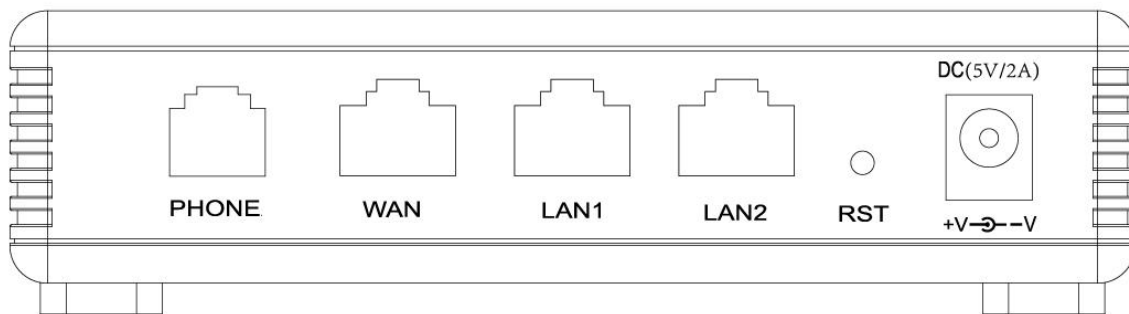 DC(5V/2A)
PHONE
WAN
LAN1
LAN2
RST
+V
-V